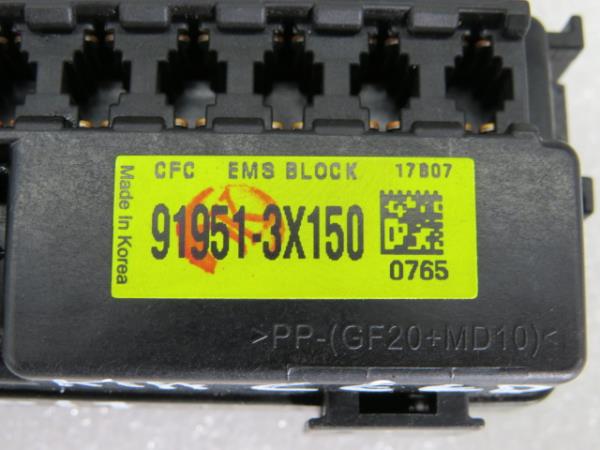 CFC EMS BLOCK 17807
Made In Korea
91951-3X150
0765
>PP-(GF20+MD10)<